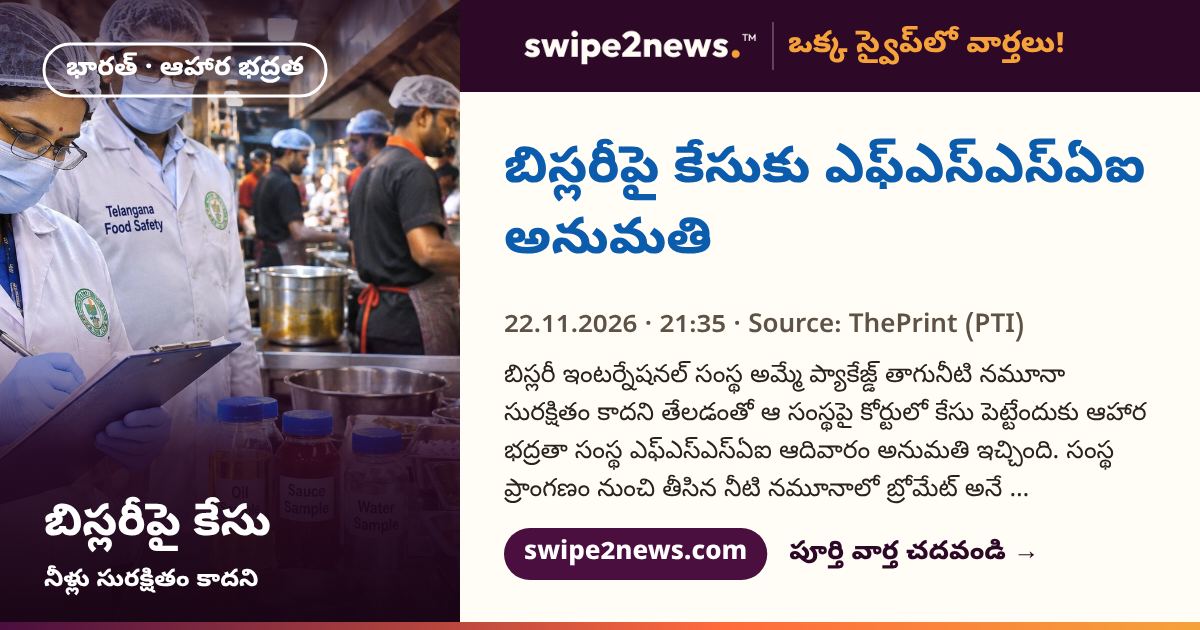 భారత్ · ఆహార భద్రత
Telangana
Food Safety
Oil
Sauce
Sample
Water
Sample
బిస్లరీపై కేసు
నీళ్లు సురక్షితం కాదని
swipe2news.™
ఒక్క స్వైప్‌లో వార్తలు!
బిస్లరీపై కేసుకు ఎఫ్ఎస్ఎస్ఏఐ
అనుమతి
22.11.2026 · 21:35 · Source: ThePrint (PTI)
బిస్లరీ ఇంటర్నేషనల్ సంస్థ అమ్మే ప్యాకేజ్డ్ తాగునీటి నమూనా
సురక్షితం కాదని తేలడంతో ఆ సంస్థపై కోర్టులో కేసు పెట్టేందుకు ఆహార
భద్రతా సంస్థ ఎఫ్ఎస్ఎస్ఏఐ ఆదివారం అనుమతి ఇచ్చింది. సంస్థ
ప్రాంగణం నుంచి తీసిన నీటి నమూనాలో బ్రోమేట్ అనే ...
swipe2news.com
పూర్తి వార్త చదవండి →